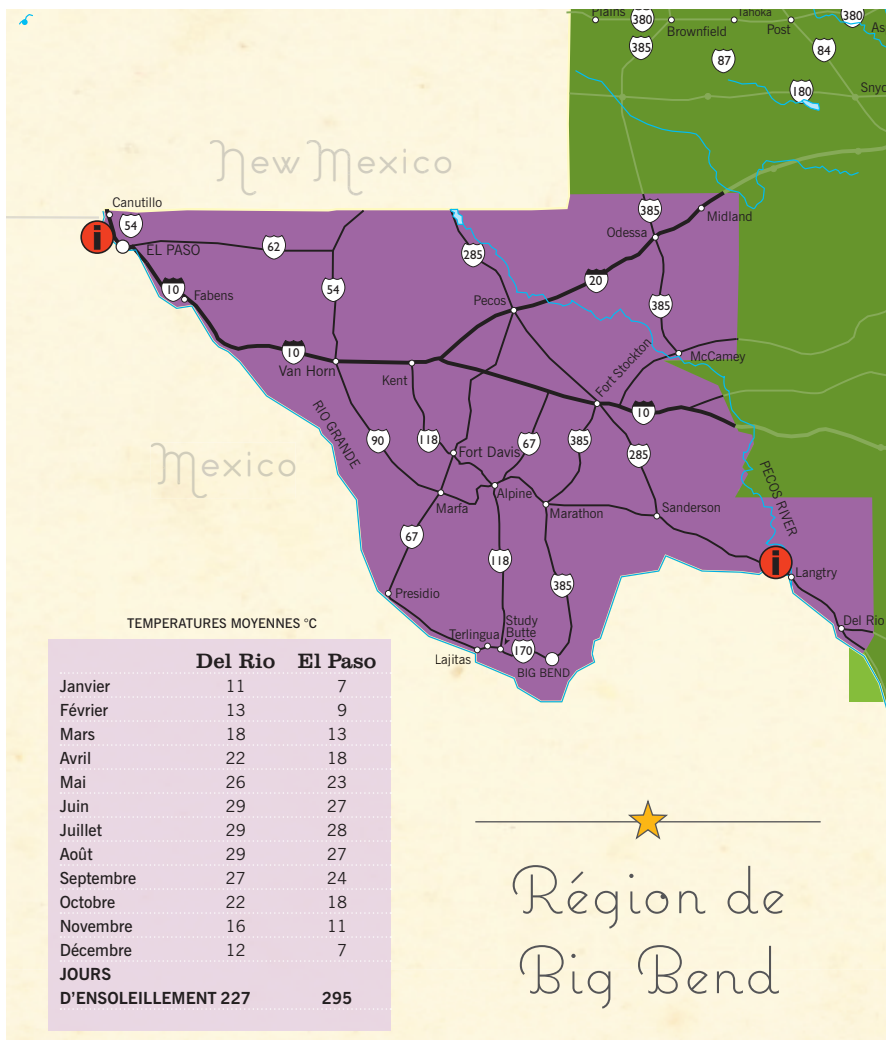 Plains
380
Brownfield
Tahoka
Post
380
As
385
87
84
180
Snyd
New Mexico
Canutillo
54
i
EL PASO
62
285
385
Midland
Odessa
10
Fabens
54
Pecos
20
385
10
Van Horn
Kent
Fort Stockton
McCamey
RIO GRANDE
10
90
118
Fort Davis
67
385
285
Mexico
Alpine
Marfa
Marathon
Sanderson
PECOS RIVER
67
118
385
i
Langtry
Presidio
Del Rio
Study
Butte
Terlingua
170
Lajitas
BIG BEND
TEMPERATURES MOYENNES °C
Del Rio El Paso
Janvier 11 7
Février 13 9
Mars 18 13
Avril 22 18
Mai 26 23
Juin 29 27
Juillet 29 28
Août 29 27
Septembre 27 24
Octobre 22 18
Novembre 16 11
Décembre 12 7
JOURS
D'ENSOLEILLEMENT 227 295
Région de
Big Bend